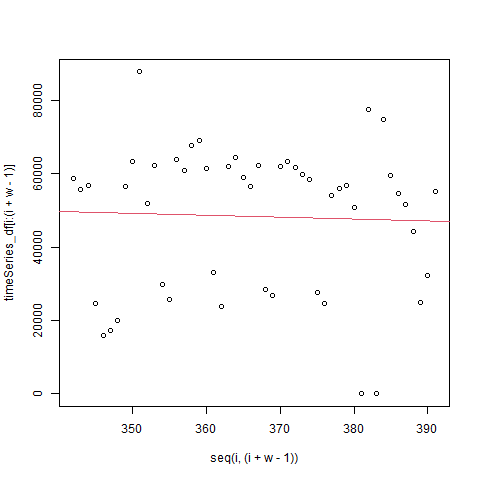 timeSeries_df[i:(i + w - 1)]
80000
60000
40000
20000
0
350 360 370 380 390
seq(i, (i + w - 1))